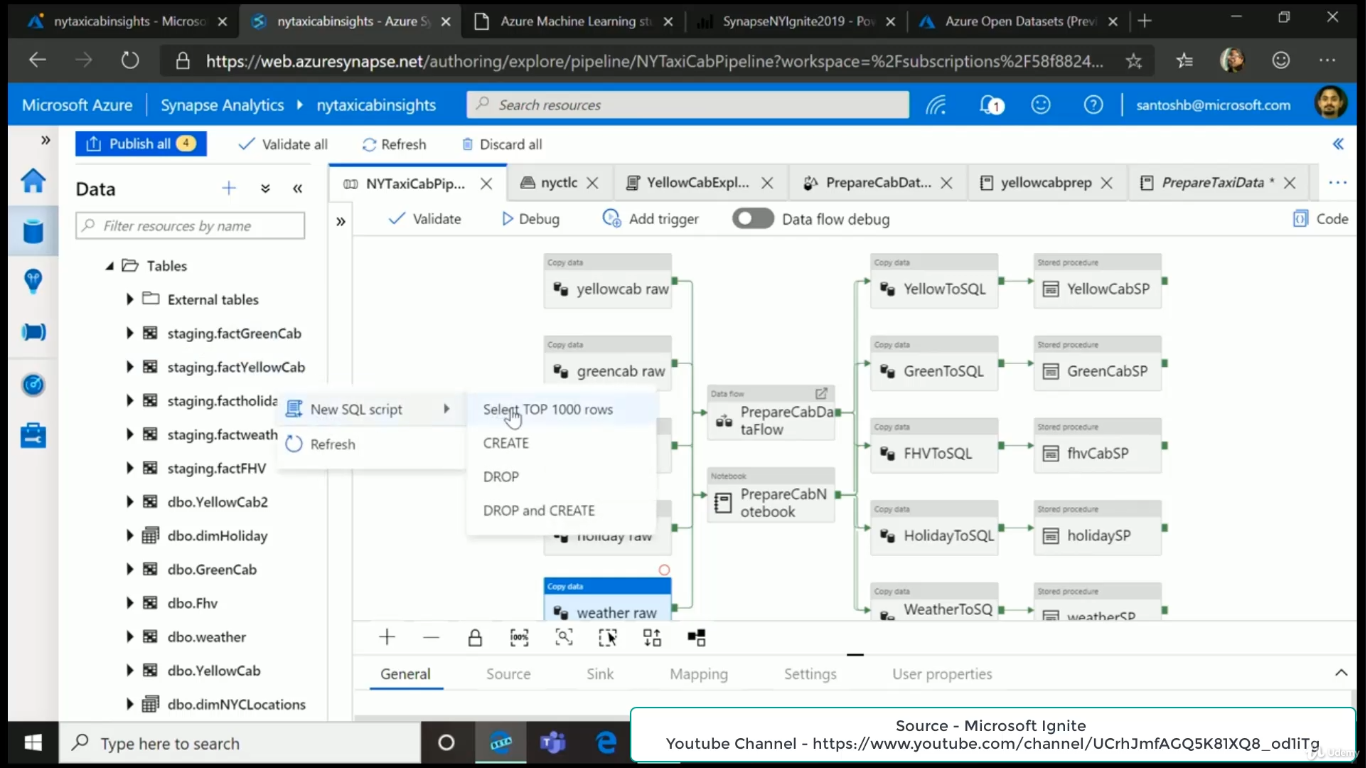 nytaxicabinsights - Microso
nytaxicabinsights - Azure Sy
Azure Machine Learning stu
SynapseNYIgnite2019 - Po
Azure Open Datasets (Previ
https://web.azuresynapse.net/authoring/explore/pipeline/NYTaxiCabPipeline?workspace=%2Fsubscriptions%2F58f8824...
Microsoft Azure
Synapse Analytics
nytaxicabinsights
Search resources
1
santoshb@microsoft.com
Publish all 4
Validate all
Refresh
Discard all
Data
Filter resources by name
Tables
External tables
staging.factGreenCab
staging.factYellowCab
staging.factholida
staging.factweath
staging.factFHV
dbo.YellowCab2
dbo.dimHoliday
dbo.GreenCab
dbo.Fhv
dbo.weather
dbo.YellowCab
dbo.dimNYCLocations
New SQL script
Refresh
Select TOP 1000 rows
CREATE
DROP
DROP and CREATE
NYTaxiCabPip...
nyctlc
YellowCabExpl...
PrepareCabDat...
yellowcabprep
PrepareTaxiData *
Validate
Debug
Add trigger
Data flow debug
Code
Copy data
yellowcab raw
Copy data
greencab raw
holiday raw
Copy data
weather raw
Data flow
PrepareCabDa
taFlow
Notebook
PrepareCabN
otebook
Copy data
YellowToSQL
Copy data
GreenToSQL
Copy data
FHVToSQL
Copy data
HolidayToSQL
Copy data
WeatherToSQ
Stored procedure
YellowCabSP
Stored procedure
GreenCabSP
Stored procedure
fhvCabSP
Stored procedure
holidaySP
Stored procedure
weatherSP
100%
General
Source
Sink
Mapping
Settings
User properties
Type here to search
Source - Microsoft Ignite
Youtube Channel - https://www.youtube.com/channel/UCrhJmfAGQ5K81XQ8_od1iTg
Udemy